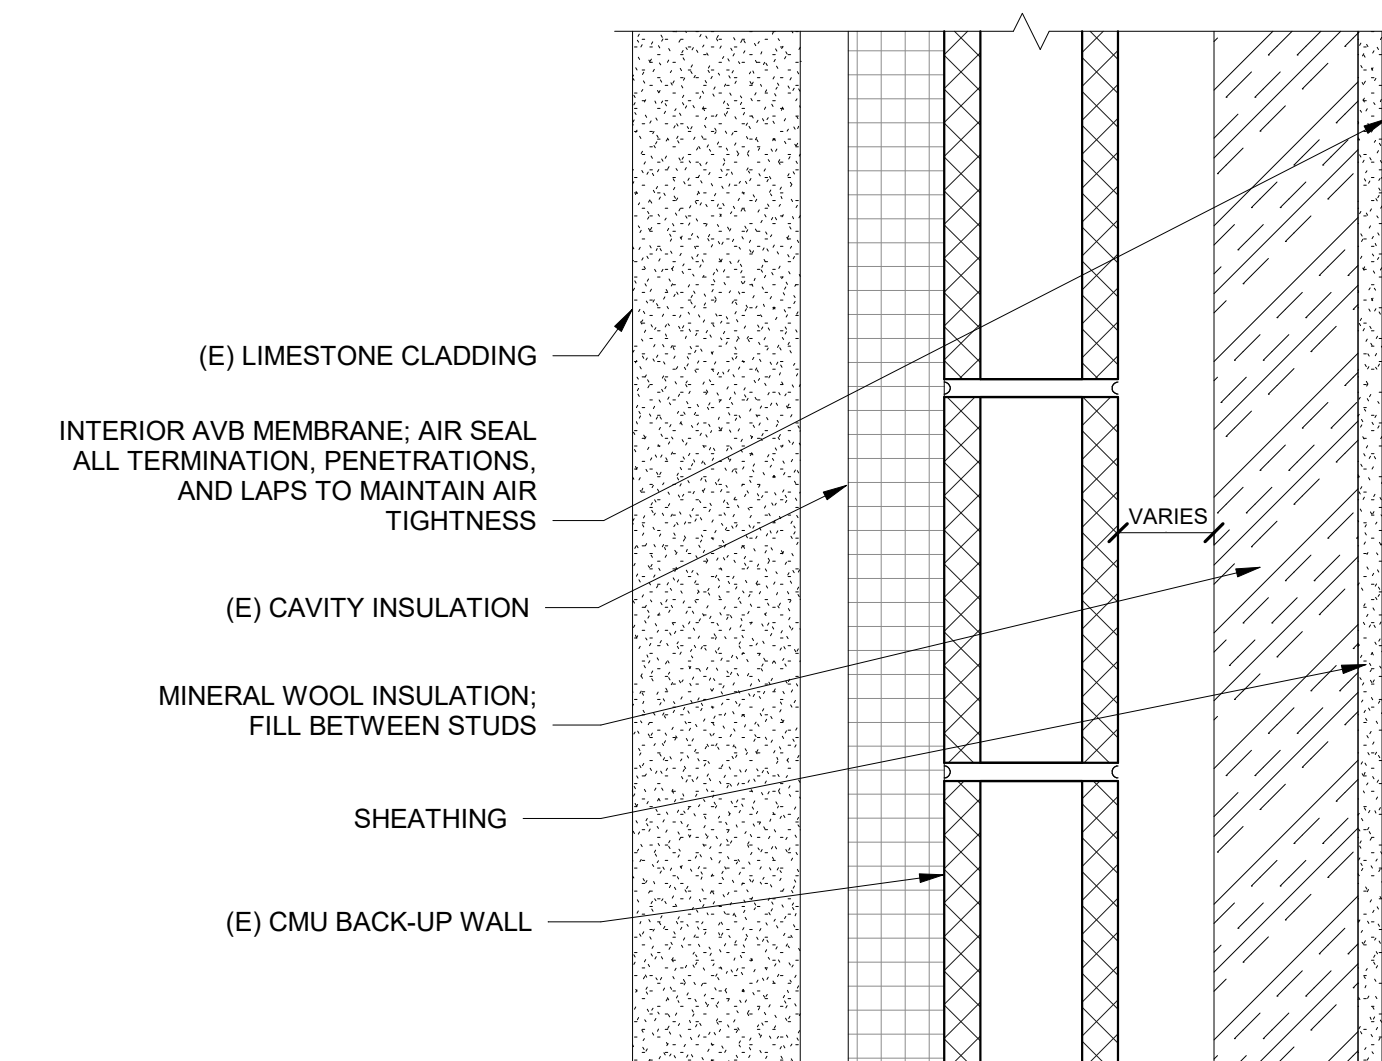 (E) LIMESTONE CLADDING
INTERIOR AVB MEMBRANE; AIR SEAL
ALL TERMINATION, PENETRATIONS,
AND LAPS TO MAINTAIN AIR
TIGHTNESS
VARIES
(E) CAVITY INSULATION
MINERAL WOOL INSULATION;
FILL BETWEEN STUDS
SHEATHING
(E) CMU BACK-UP WALL